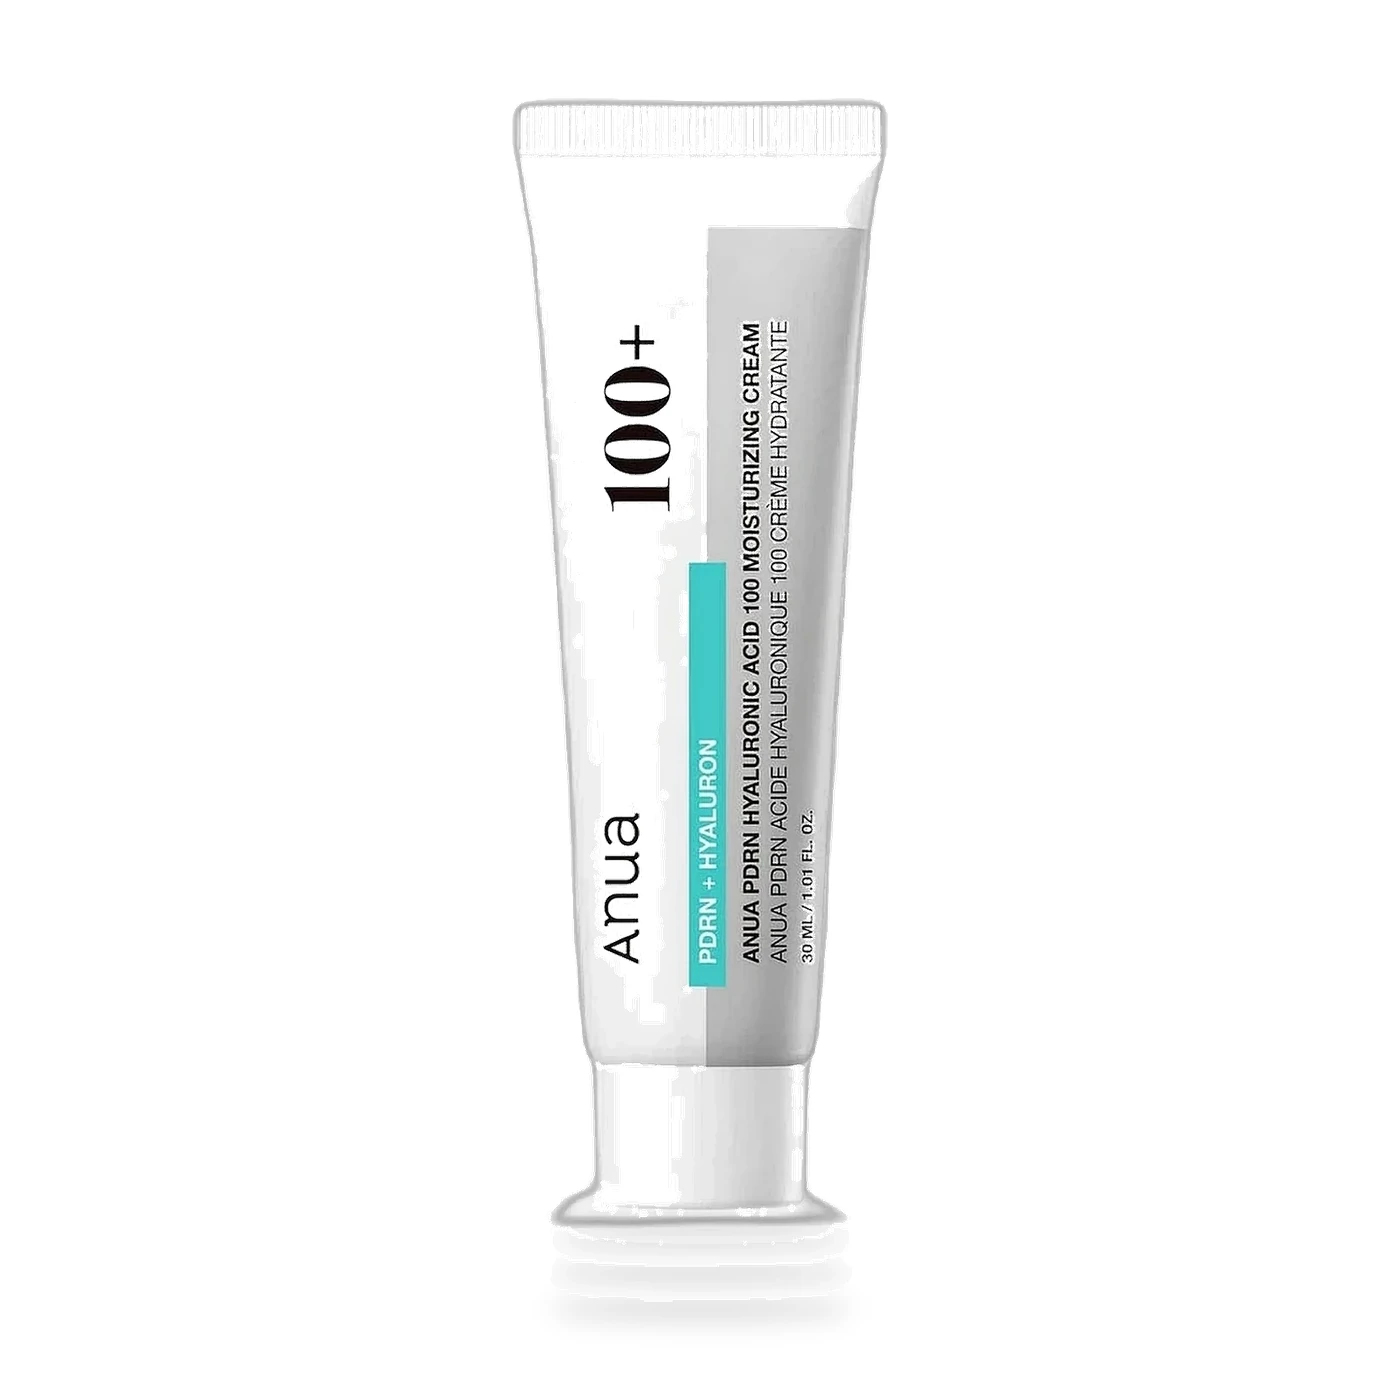 Anua
100+
PDRN + HYALURON
ANUA PDRN HYALURONIC ACID 100 MOISTURIZING CREAM
ANUA PDRN ACIDE HYALURONIQUE 100 CRÈME HYDRATANTE
30 ML / 1.01 FL. OZ.